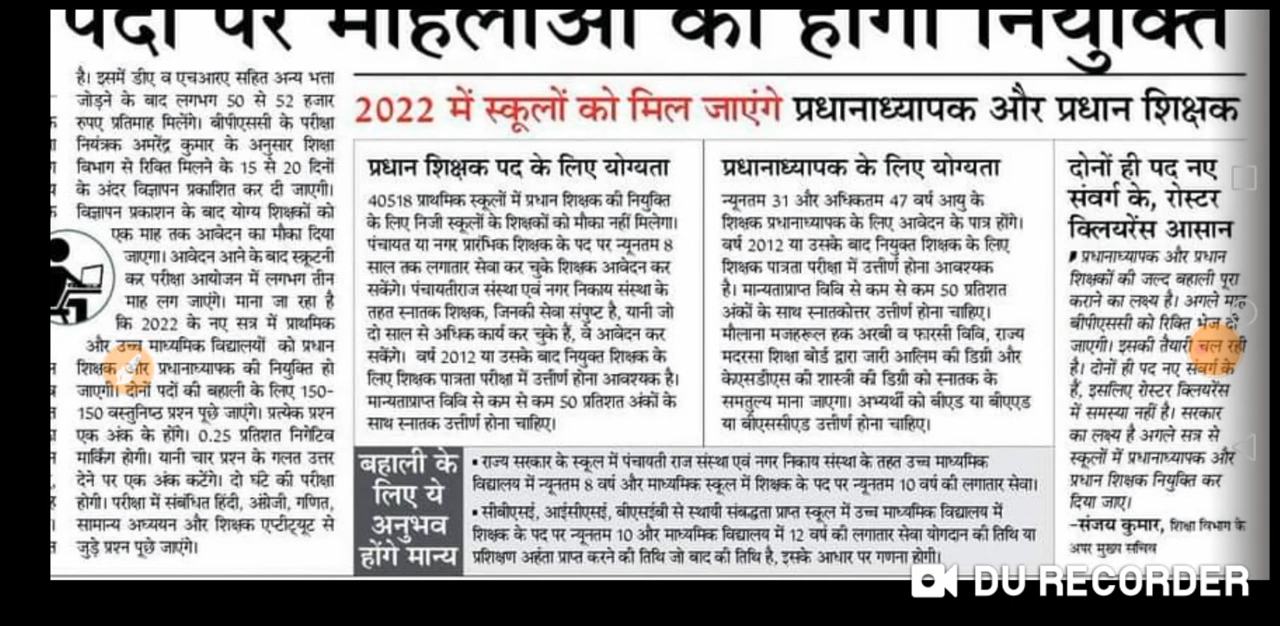 पदों पर महिलाओं की होगी नियुक्ति
है। इसमें डीए व एचआरए सहित अन्य भत्ता
जोड़ने के बाद लगभग 50 से 52 हजार
रुपए प्रतिमाह मिलेंगे। बीपीएससी के परीक्षा
नियंत्रक अमरेंद्र कुमार के अनुसार शिक्षा
विभाग से रिक्ति मिलने के 15 से 20 दिनों
के अंदर विज्ञापन प्रकाशित कर दी जाएगी।
विज्ञापन प्रकाशन के बाद योग्य शिक्षकों को
एक माह तक आवेदन का मौका दिया
जाएगा। आवेदन आने के बाद स्क्रूटनी
कर परीक्षा आयोजन में लगभग तीन
माह लग जाएंगे। माना जा रहा है
कि 2022 के नए सत्र में प्राथमिक
और उच्च माध्यमिक विद्यालयों को प्रधान
शिक्षक और प्रधानाध्यापक की नियुक्ति हो
जाएगी। दोनों पदों की बहाली के लिए 150-
150 वस्तुनिष्ठ प्रश्न पूछे जाएंगे। प्रत्येक प्रश्न
एक अंक के होंगे। 0.25 प्रतिशत निगेटिव
मार्किंग होगी। यानी चार प्रश्न के गलत उत्तर
देने पर एक अंक कटेंगे। दो घंटे की परीक्षा
होगी। परीक्षा में संबंधित हिंदी, अंग्रेजी, गणित,
सामान्य अध्ययन और शिक्षक एप्टीट्यूट से
जुड़े प्रश्न पूछे जाएंगे।
2022 में स्कूलों को मिल जाएंगे प्रधानाध्यापक और प्रधान शिक्षक
प्रधान शिक्षक पद के लिए योग्यता
40518 प्राथमिक स्कूलों में प्रधान शिक्षक की नियुक्ति
के लिए निजी स्कूलों के शिक्षकों को मौका नहीं मिलेगा।
पंचायत या नगर प्रारंभिक शिक्षक के पद पर न्यूनतम 8
साल तक लगातार सेवा कर चुके शिक्षक आवेदन कर
सकेंगे। पंचायतीराज संस्था एवं नगर निकाय संस्था के
तहत स्नातक शिक्षक, जिनकी सेवा संपुष्ट है, यानी जो
दो साल से अधिक कार्य कर चुके हैं, वे आवेदन कर
सकेंगे। वर्ष 2012 या उसके बाद नियुक्त शिक्षक के
लिए शिक्षक पात्रता परीक्षा में उत्तीर्ण होना आवश्यक है।
मान्यताप्राप्त विवि से कम से कम 50 प्रतिशत अंकों के
साथ स्नातक उत्तीर्ण होना चाहिए।
प्रधानाध्यापक के लिए योग्यता
न्यूनतम 31 और अधिकतम 47 वर्ष आयु के
शिक्षक प्रधानाध्यापक के लिए आवेदन के पात्र होंगे।
वर्ष 2012 या उसके बाद नियुक्त शिक्षक के लिए
शिक्षक पात्रता परीक्षा में उत्तीर्ण होना आवश्यक
है। मान्यताप्राप्त विवि से कम से कम 50 प्रतिशत
अंकों के साथ स्नातकोत्तर उत्तीर्ण होना चाहिए।
मौलाना मजहरूल हक अरबी व फारसी विवि, राज्य
मदरसा शिक्षा बोर्ड द्वारा जारी आलिम की डिग्री और
केएसडीएस की शास्त्री की डिग्री को स्नातक के
समतुल्य माना जाएगा। अभ्यर्थी को बीएड या बीएएड
या बीएससीएड उत्तीर्ण होना चाहिए।
दोनों ही पद नए
संवर्ग के, रोस्टर
क्लियरेंस आसान
प्रधानाध्यापक और प्रधान
शिक्षकों की जल्द बहाली पूरा
कराने का लक्ष्य है। अगले माह
बीपीएससी को रिक्ति भेज दी
जाएगी। इसकी तैयारी चल रही
है। दोनों ही पद नए संवर्ग के
हैं, इसलिए रोस्टर क्लियरेंस
में समस्या नहीं है। सरकार
का लक्ष्य है अगले सत्र से
स्कूलों में प्रधानाध्यापक और
प्रधान शिक्षक नियुक्ति कर
दिया जाए।
-संजय कुमार, शिक्षा विभाग के
अपर मुख्य सचिव
बहाली के
लिए ये
अनुभव
होंगे मान्य
• राज्य सरकार के स्कूल में पंचायती राज संस्था एवं नगर निकाय संस्था के तहत उच्च माध्यमिक
विद्यालय में न्यूनतम 8 वर्ष और माध्यमिक स्कूल में शिक्षक के पद पर न्यूनतम 10 वर्ष की लगातार सेवा।
• सीबीएसई, आईसीएसई, बीएसईबी से स्थायी संबद्धता प्राप्त स्कूल में उच्च माध्यमिक विद्यालय में
शिक्षक के पद पर न्यूनतम 10 और माध्यमिक विद्यालय में 12 वर्ष की लगातार सेवा योगदान की तिथि या
प्रशिक्षण अर्हता प्राप्त करने की तिथि जो बाद की तिथि है, इसके आधार पर गणना होगी।
DU RECORDER